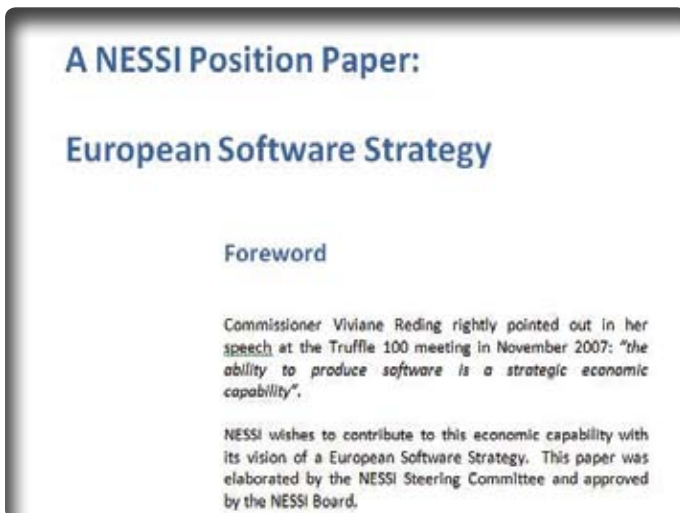 A NESSI Position Paper:
European Software Strategy
Foreword
Commissioner Viviane Reding rightly pointed out in her
speech at the Truffle 100 meeting in November 2007: "the
ability to produce software is a strategic economic
capability".
NESSI wishes to contribute to this economic capability with
its vision of a European Software Strategy. This paper was
elaborated by the NESSI Steering Committee and approved
by the NESSI Board.